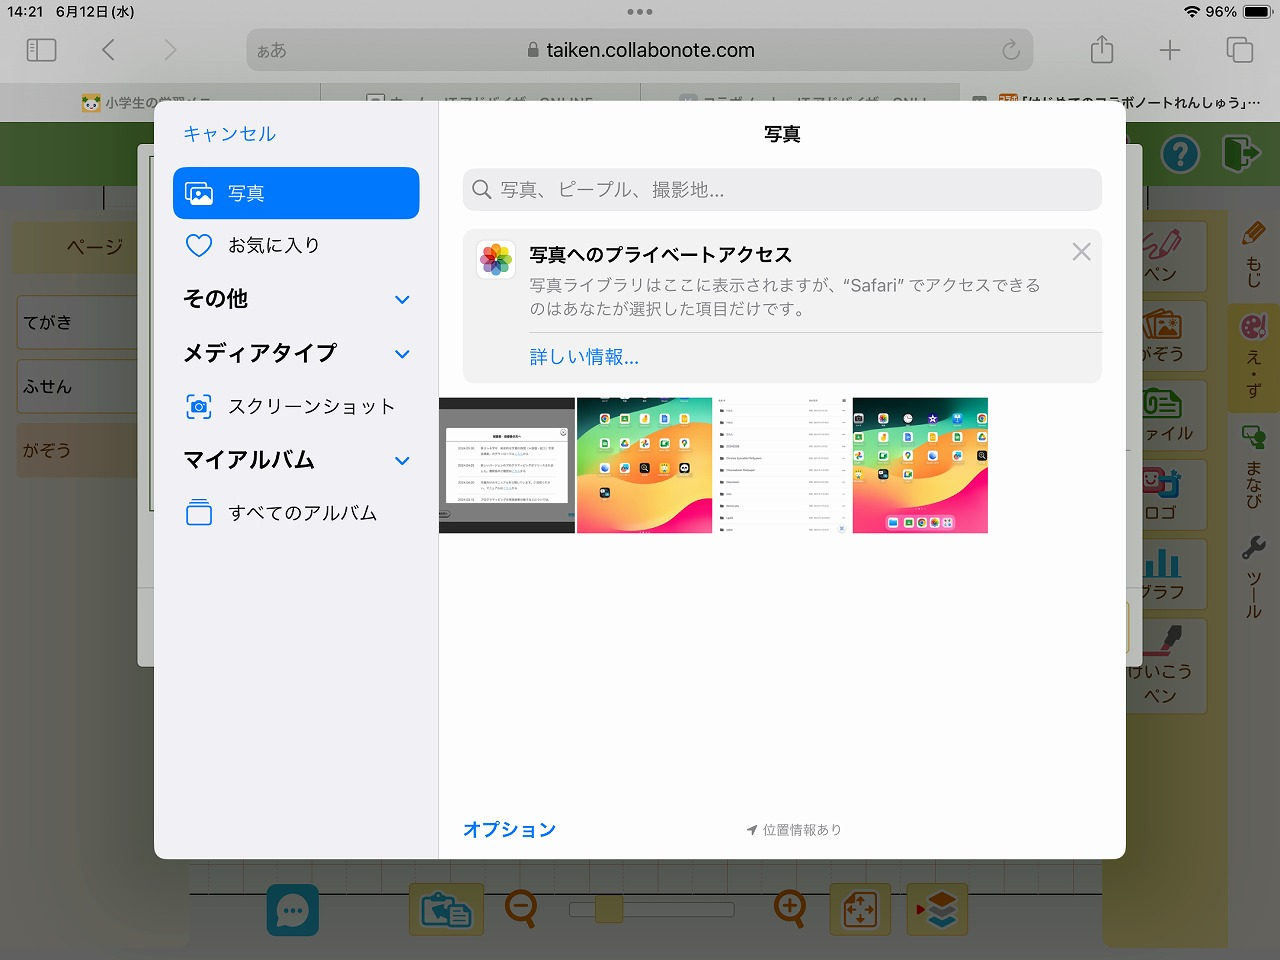 14:21 6月12日(水)
96%
ぁあ
taiken.collabonote.com
小学生の学習メニ
「はじめてのコラボノートれんしゅう」…
キャンセル
写真
お気に入り
その他
メディアタイプ
スクリーンショット
マイアルバム
すべてのアルバム
写真
写真、ピープル、撮影地...
写真へのプライベートアクセス
写真ライブラリはここに表示されますが、“Safari” でアクセスできる
のはあなたが選択した項目だけです。
詳しい情報...
オプション
位置情報あり
ページ
てがき
ふせん
がぞう
ペン
がぞう
ァイル
ロゴ
グラフ
けいこう
ペン
もじ
え・ず
まなび
ツール